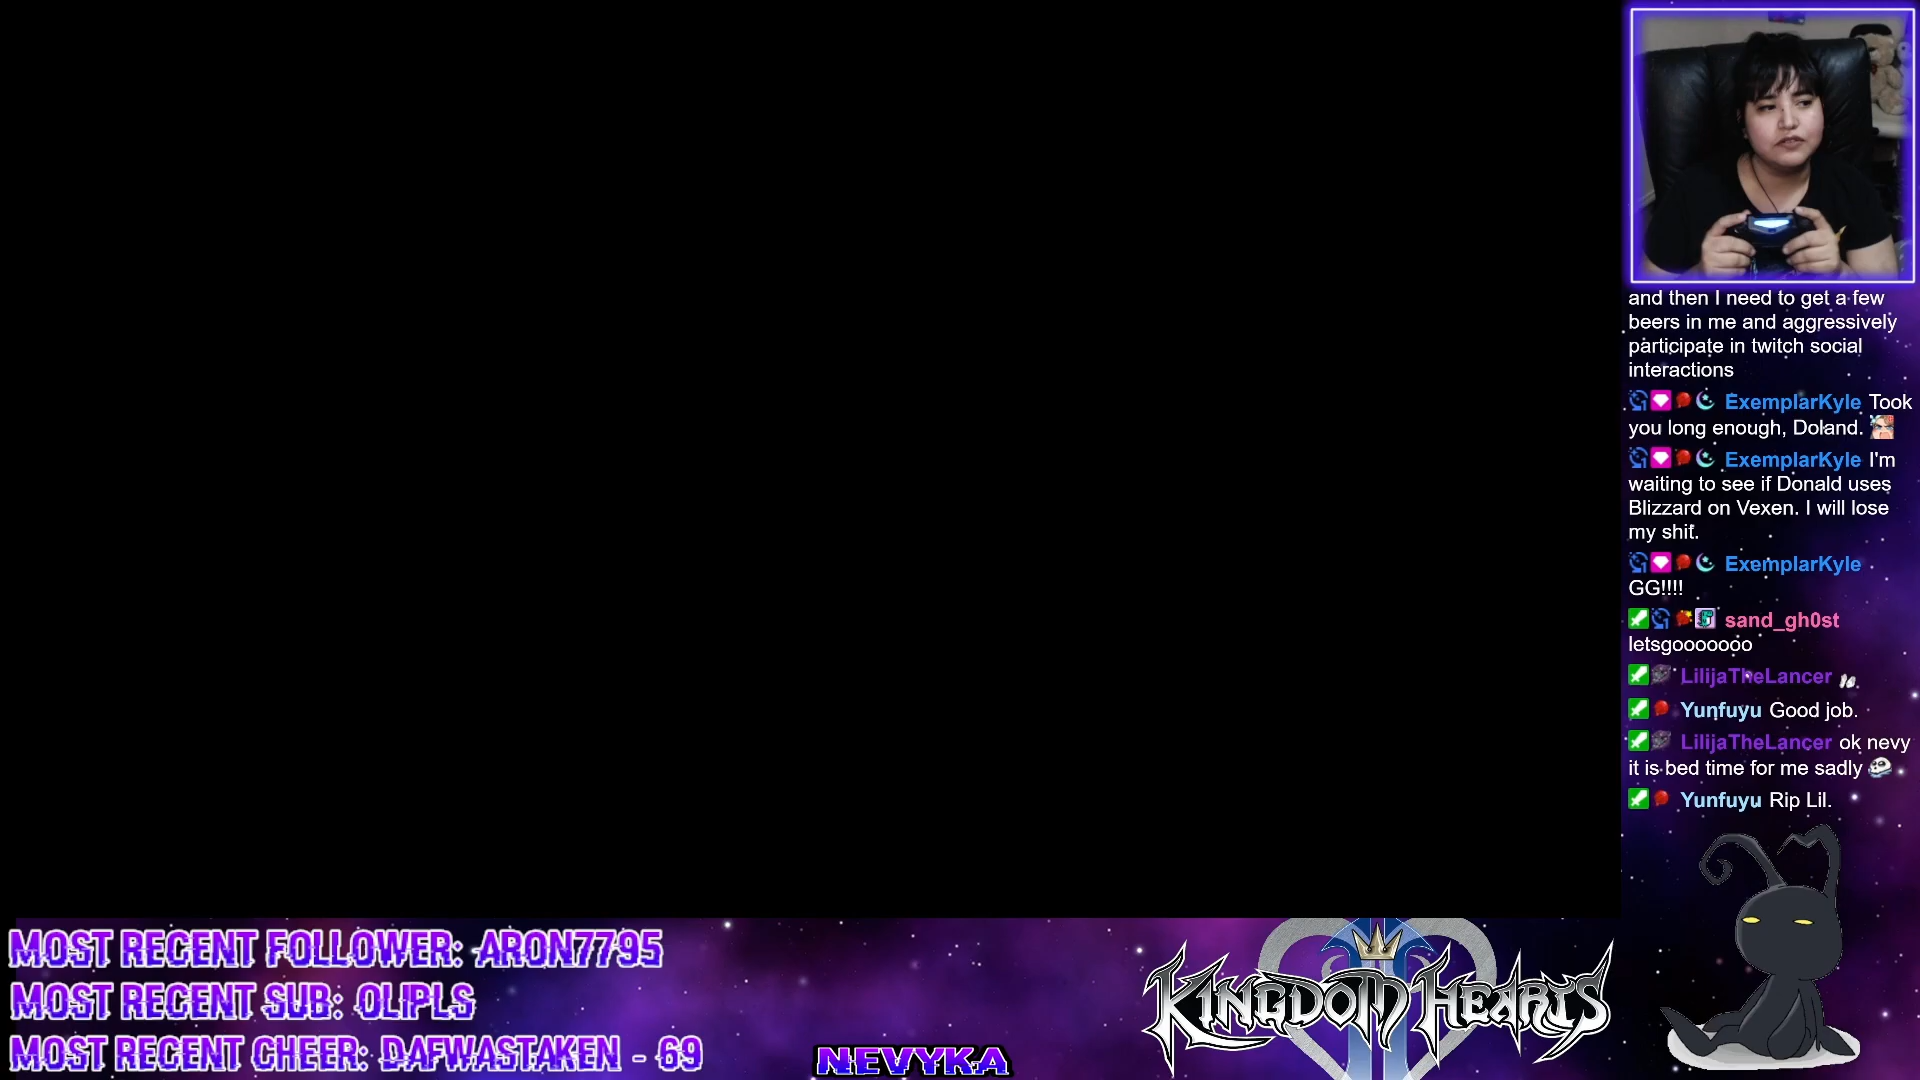 and then I need to get a few
beers in me and aggressively
participate in twitch social
interactions
ExemplarKyle Took
you long enough, Doland.
ExemplarKyle I'm
waiting to see if Donald uses
Blizzard on Vexen. I will lose
my shit.
ExemplarKyle
GG!!!!
sand_gh0st
letsgooooooo
LilijaTheLancer
Yunfuyu Good job.
LilijaTheLancer ok nevy
it is bed time for me sadly
Yunfuyu Rip Lil.
MOST RECENT FOLLOWER: ARON7795
MOST RECENT SUB: OLIPLS
MOST RECENT CHEER: DAFWASTAKEN - 69
NEVYKA
KINGDOM HEARTS
II